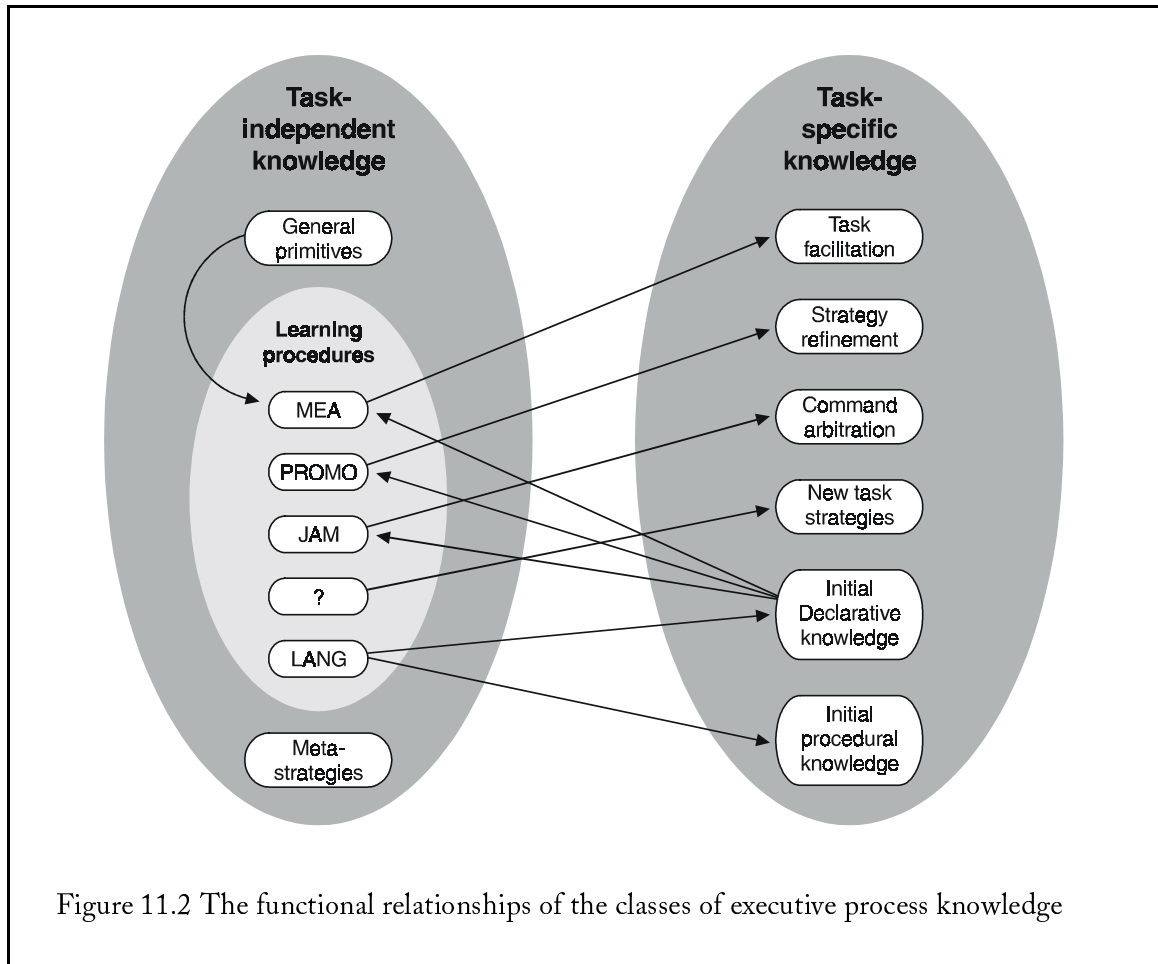 Task-
independent
knowledge
General
primitives
Learning
procedures
MEA
PROMO
JAM
?
LANG
Meta-
strategies
Task-
specific
knowledge
Task
facilitation
Strategy
refinement
Command
arbitration
New task
strategies
Initial
Declarative
knowledge
Initial
procedural
knowledge
Figure 11.2 The functional relationships of the classes of executive process knowledge